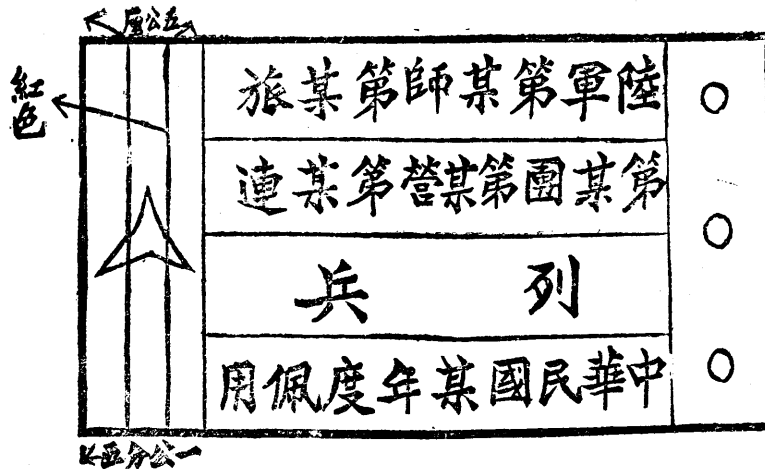 五公厘
紅色
陸軍第某師第某旅
第某團第某營第某連
列兵
中華民國某年度佩用
一公分五